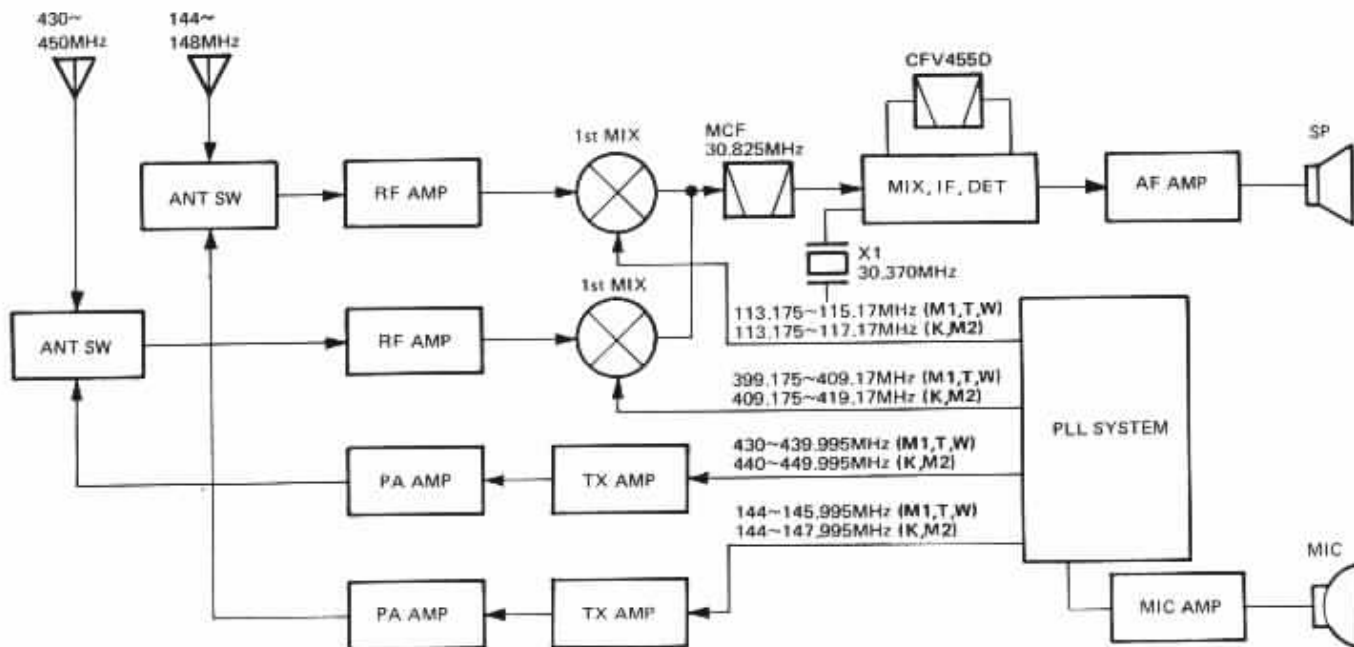 430~
450MHz
144~
148MHz
CFV455D
1st MIX
MCF
30.825MHz
SP
ANT SW
RF AMP
MIX, IF, DET
AF AMP
X1
30.370MHz
1st MIX
113.175~115.17MHz (M1,T,W)
113.175~117.17MHz (K,M2)
ANT SW
RF AMP
399.175~409.17MHz (M1,T,W)
409.175~419.17MHz (K,M2)
PLL SYSTEM
430~439.995MHz (M1,T,W)
440~449.995MHz (K,M2)
PA AMP
TX AMP
144~145.995MHz (M1,T,W)
144~147.995MHz (K,M2)
MIC
PA AMP
TX AMP
MIC AMP